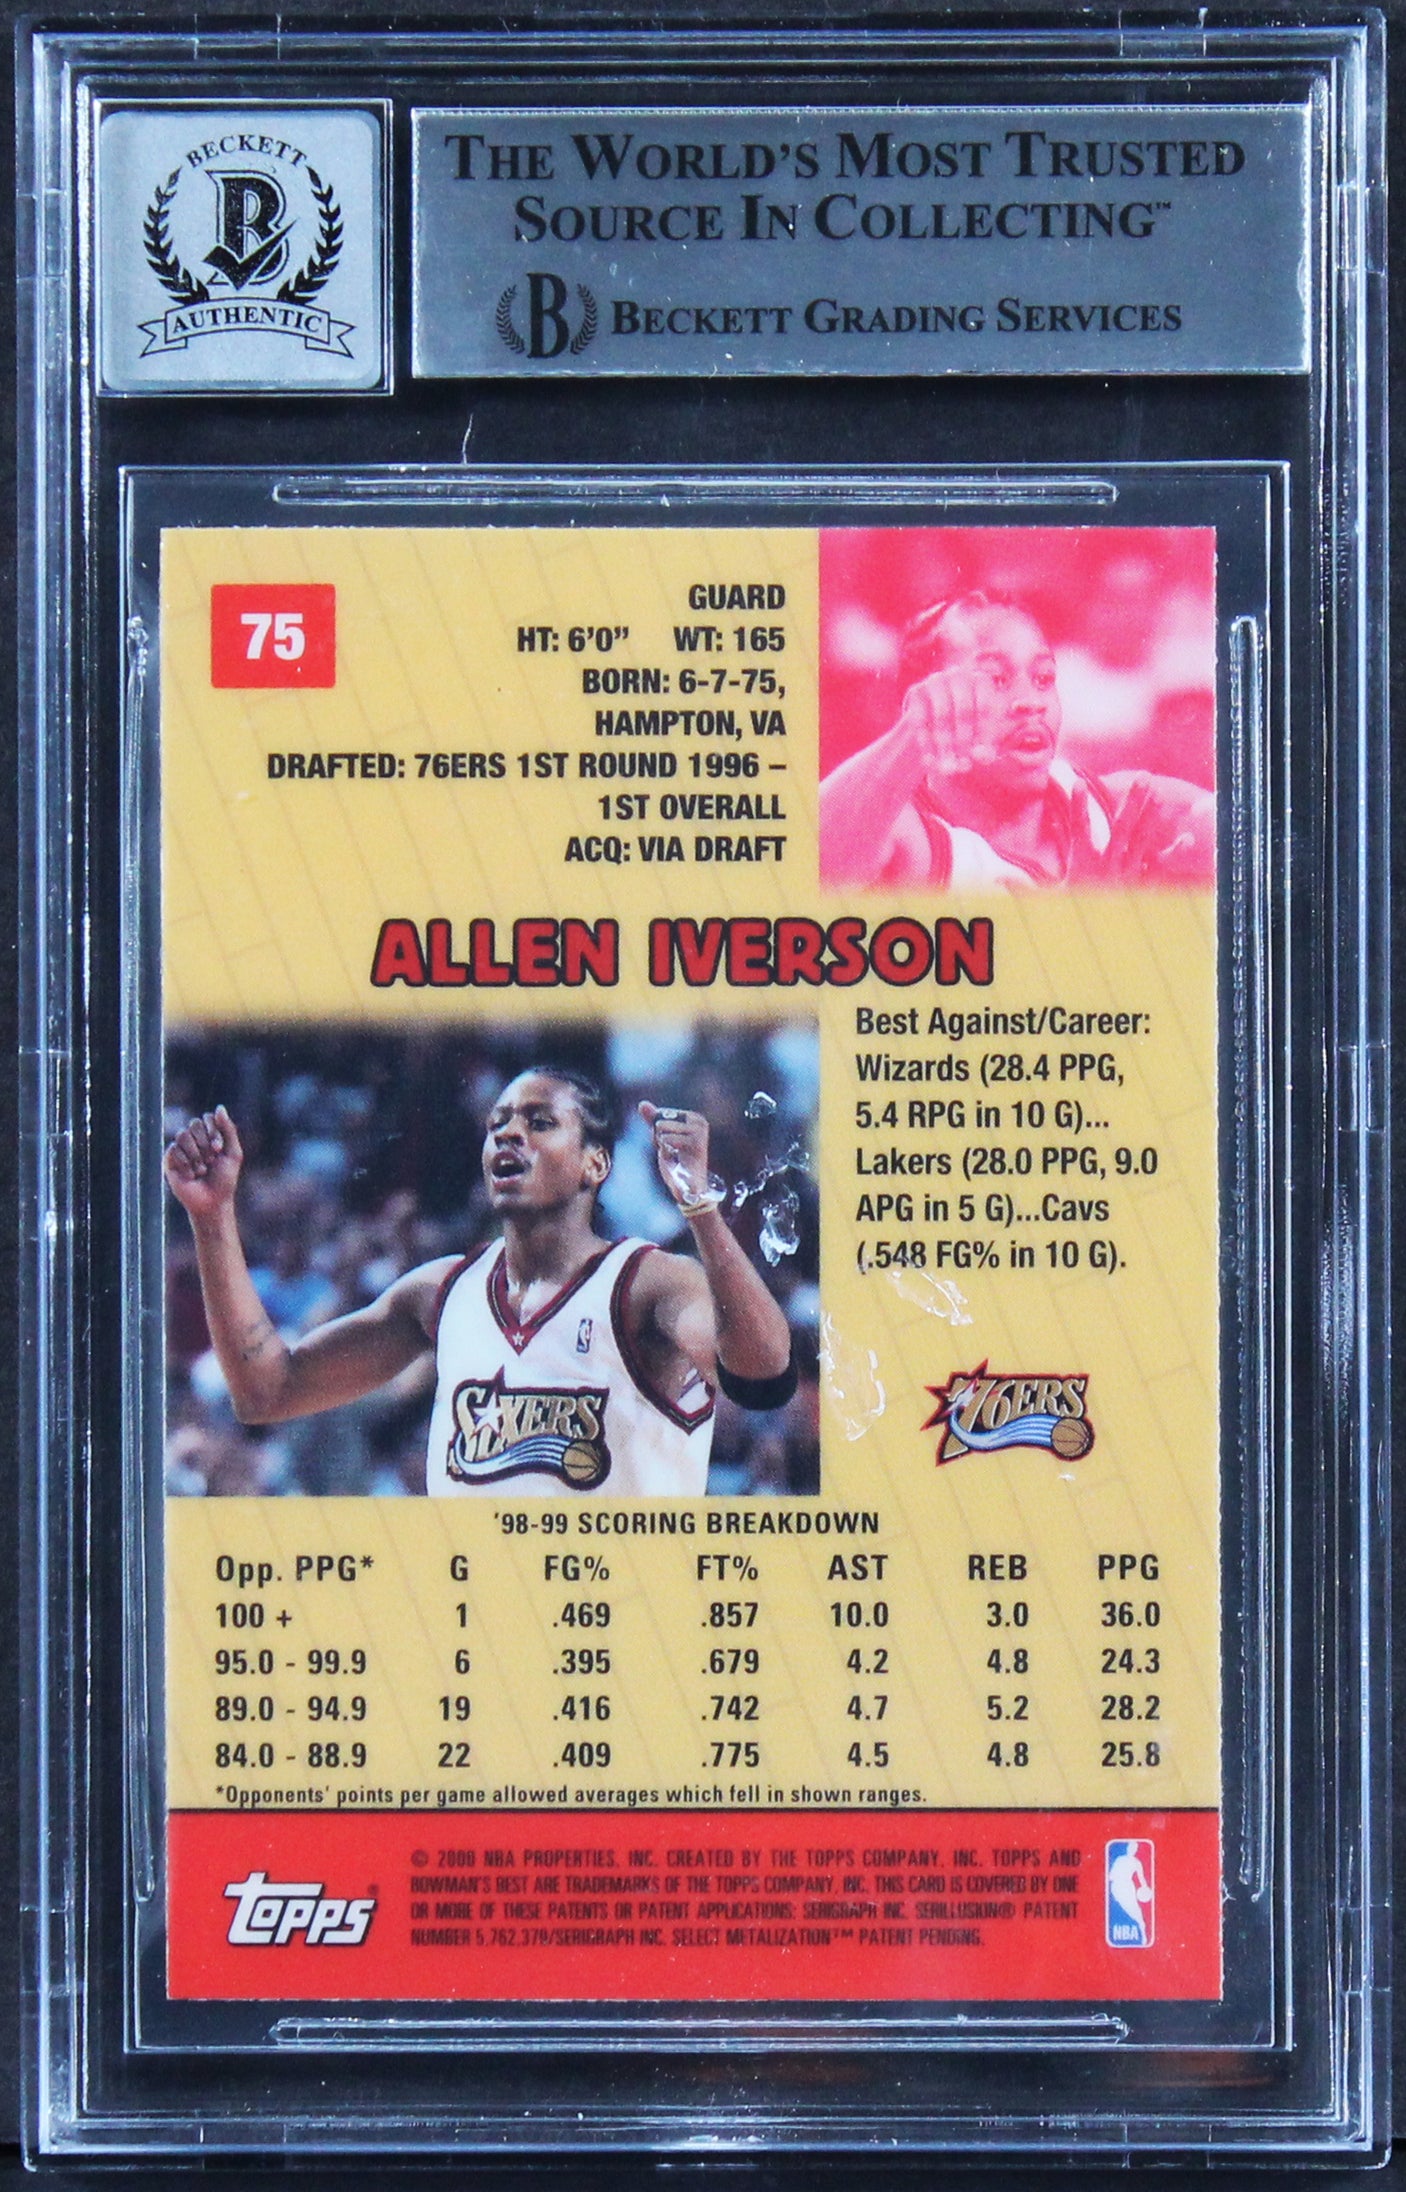 BECKETT
B
AUTHENTIC
THE WORLD'S MOST TRUSTED
SOURCE IN COLLECTING™
B BECKETT GRADING SERVICES
75
GUARD
HT: 6'0" WT: 165
BORN: 6-7-75,
HAMPTON, VA
DRAFTED: 76ERS 1ST ROUND 1996 –
1ST OVERALL
ACQ: VIA DRAFT
ALLEN IVERSON
Best Against/Career:
Wizards (28.4 PPG,
5.4 RPG in 10 G)...
Lakers (28.0 PPG, 9.0
APG in 5 G)...Cavs
(.548 FG% in 10 G).
SIXERS
76ERS
'98-99 SCORING BREAKDOWN
Opp. PPG* G FG% FT% AST REB PPG
100 + 1 .469 .857 10.0 3.0 36.0
95.0 - 99.9 6 .395 .679 4.2 4.8 24.3
89.0 - 94.9 19 .416 .742 4.7 5.2 28.2
84.0 - 88.9 22 .409 .775 4.5 4.8 25.8
*Opponents' points per game allowed averages which fell in shown ranges.
topps®
© 2000 NBA PROPERTIES, INC. CREATED BY THE TOPPS COMPANY, INC. TOPPS AND
BOWMAN'S BEST ARE TRADEMARKS OF THE TOPPS COMPANY, INC. THIS CARD IS COVERED BY ONE
OR MORE OF THESE PATENTS OR PATENT APPLICATIONS: SERIGRAPH INC. SERILLUSION® PATENT
NUMBER 5,762,379/SERIGRAPH INC. SELECT METALIZATION™ PATENT PENDING.
NBA